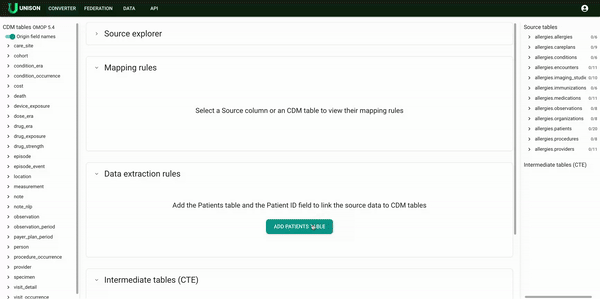 UNISON CONVERTER FEDERATION DATA API
CDM tables OMOP 5.4
Origin field names
care_site
cohort
condition_era
condition_occurrence
cost
death
device_exposure
dose_era
drug_era
drug_exposure
drug_strength
episode
episode_event
location
measurement
note
note_nlp
observation
observation_period
payer_plan_period
person
procedure_occurrence
provider
specimen
visit_detail
visit_occurrence
Source explorer
Mapping rules
Select a Source column or an CDM table to view their mapping rules
Data extraction rules
Add the Patients table and the Patient ID field to link the source data to CDM tables
ADD PATIENTS TABLE
Intermediate tables (CTE)
Source tables
allergies.allergies 0/6
allergies.careplans 0/9
allergies.conditions 0/6
allergies.encounters 0/11
allergies.imaging_studie 0/10
allergies.immunizations 0/6
allergies.medications 0/11
allergies.observations 0/8
allergies.organizations 0/8
allergies.patients 0/20
allergies.procedures 0/8
allergies.providers 0/11
Intermediate tables (CTE)